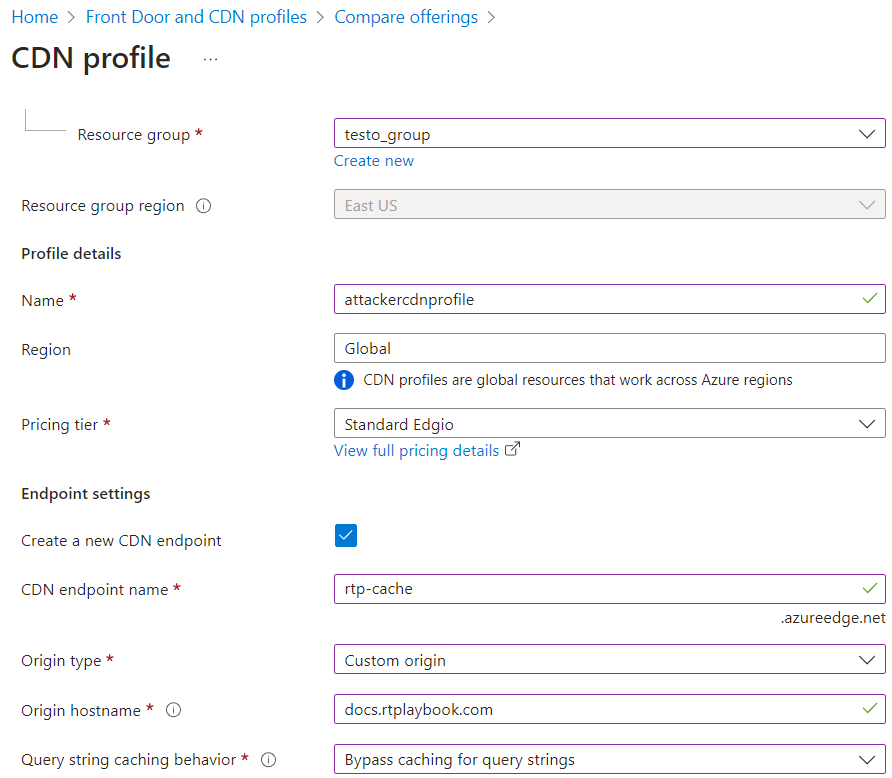 Home > Front Door and CDN profiles > Compare offerings >
CDN profile ...
Resource group * testo_group
Create new
Resource group region East US
Profile details
Name * attackercdnprofile
Region Global
CDN profiles are global resources that work across Azure regions
Pricing tier * Standard Edgio
View full pricing details
Endpoint settings
Create a new CDN endpoint
CDN endpoint name * rtp-cache
.azureedge.net
Origin type * Custom origin
Origin hostname * docs.rtplaybook.com
Query string caching behavior * Bypass caching for query strings